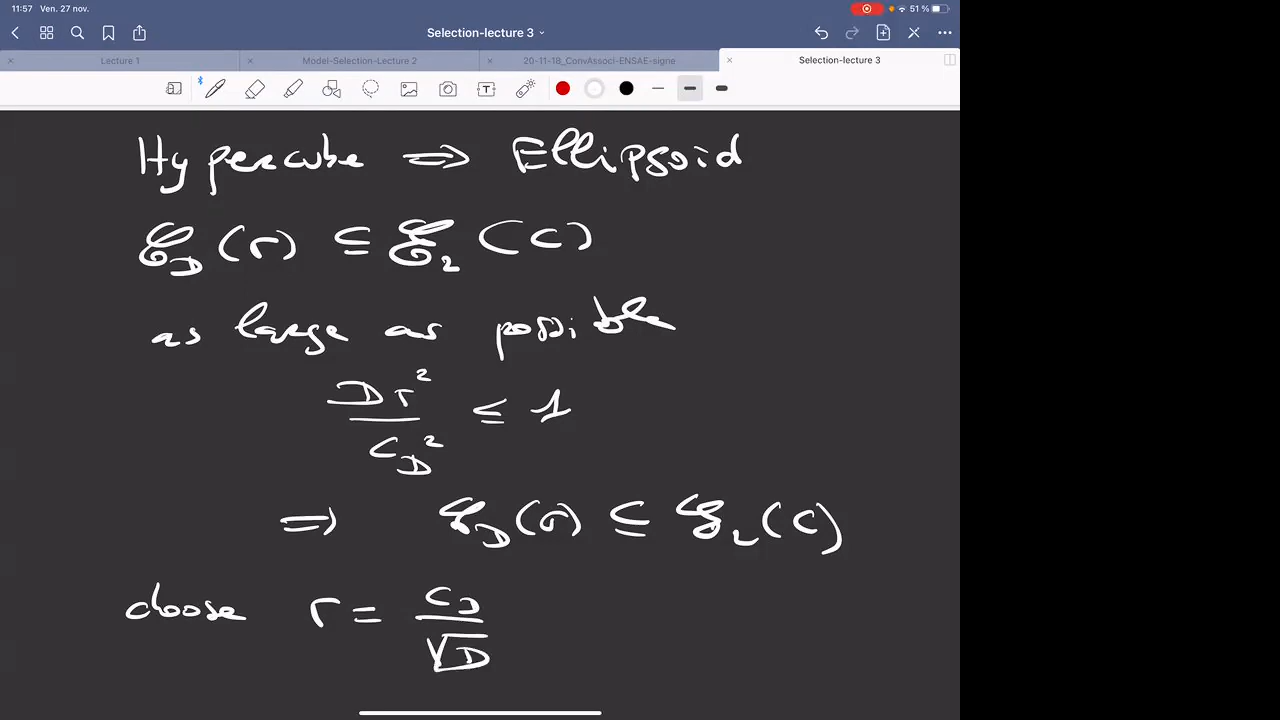 11:57 Ven. 27 nov.
51 %
Selection-lecture 3
Lecture 1
Model-Selection-Lecture 2
20-11-18_ConvAssoci-ENSAE-signe
Selection-lecture 3
Hypercube ⇒ Ellipsoid
ℰ_D(r) ⊆ ℰ_2(c)
as large as possible
D r² / c_D² ≤ 1
⇒ ℰ_D(r) ⊆ ℰ_2(c)
choose r = c_D / √D